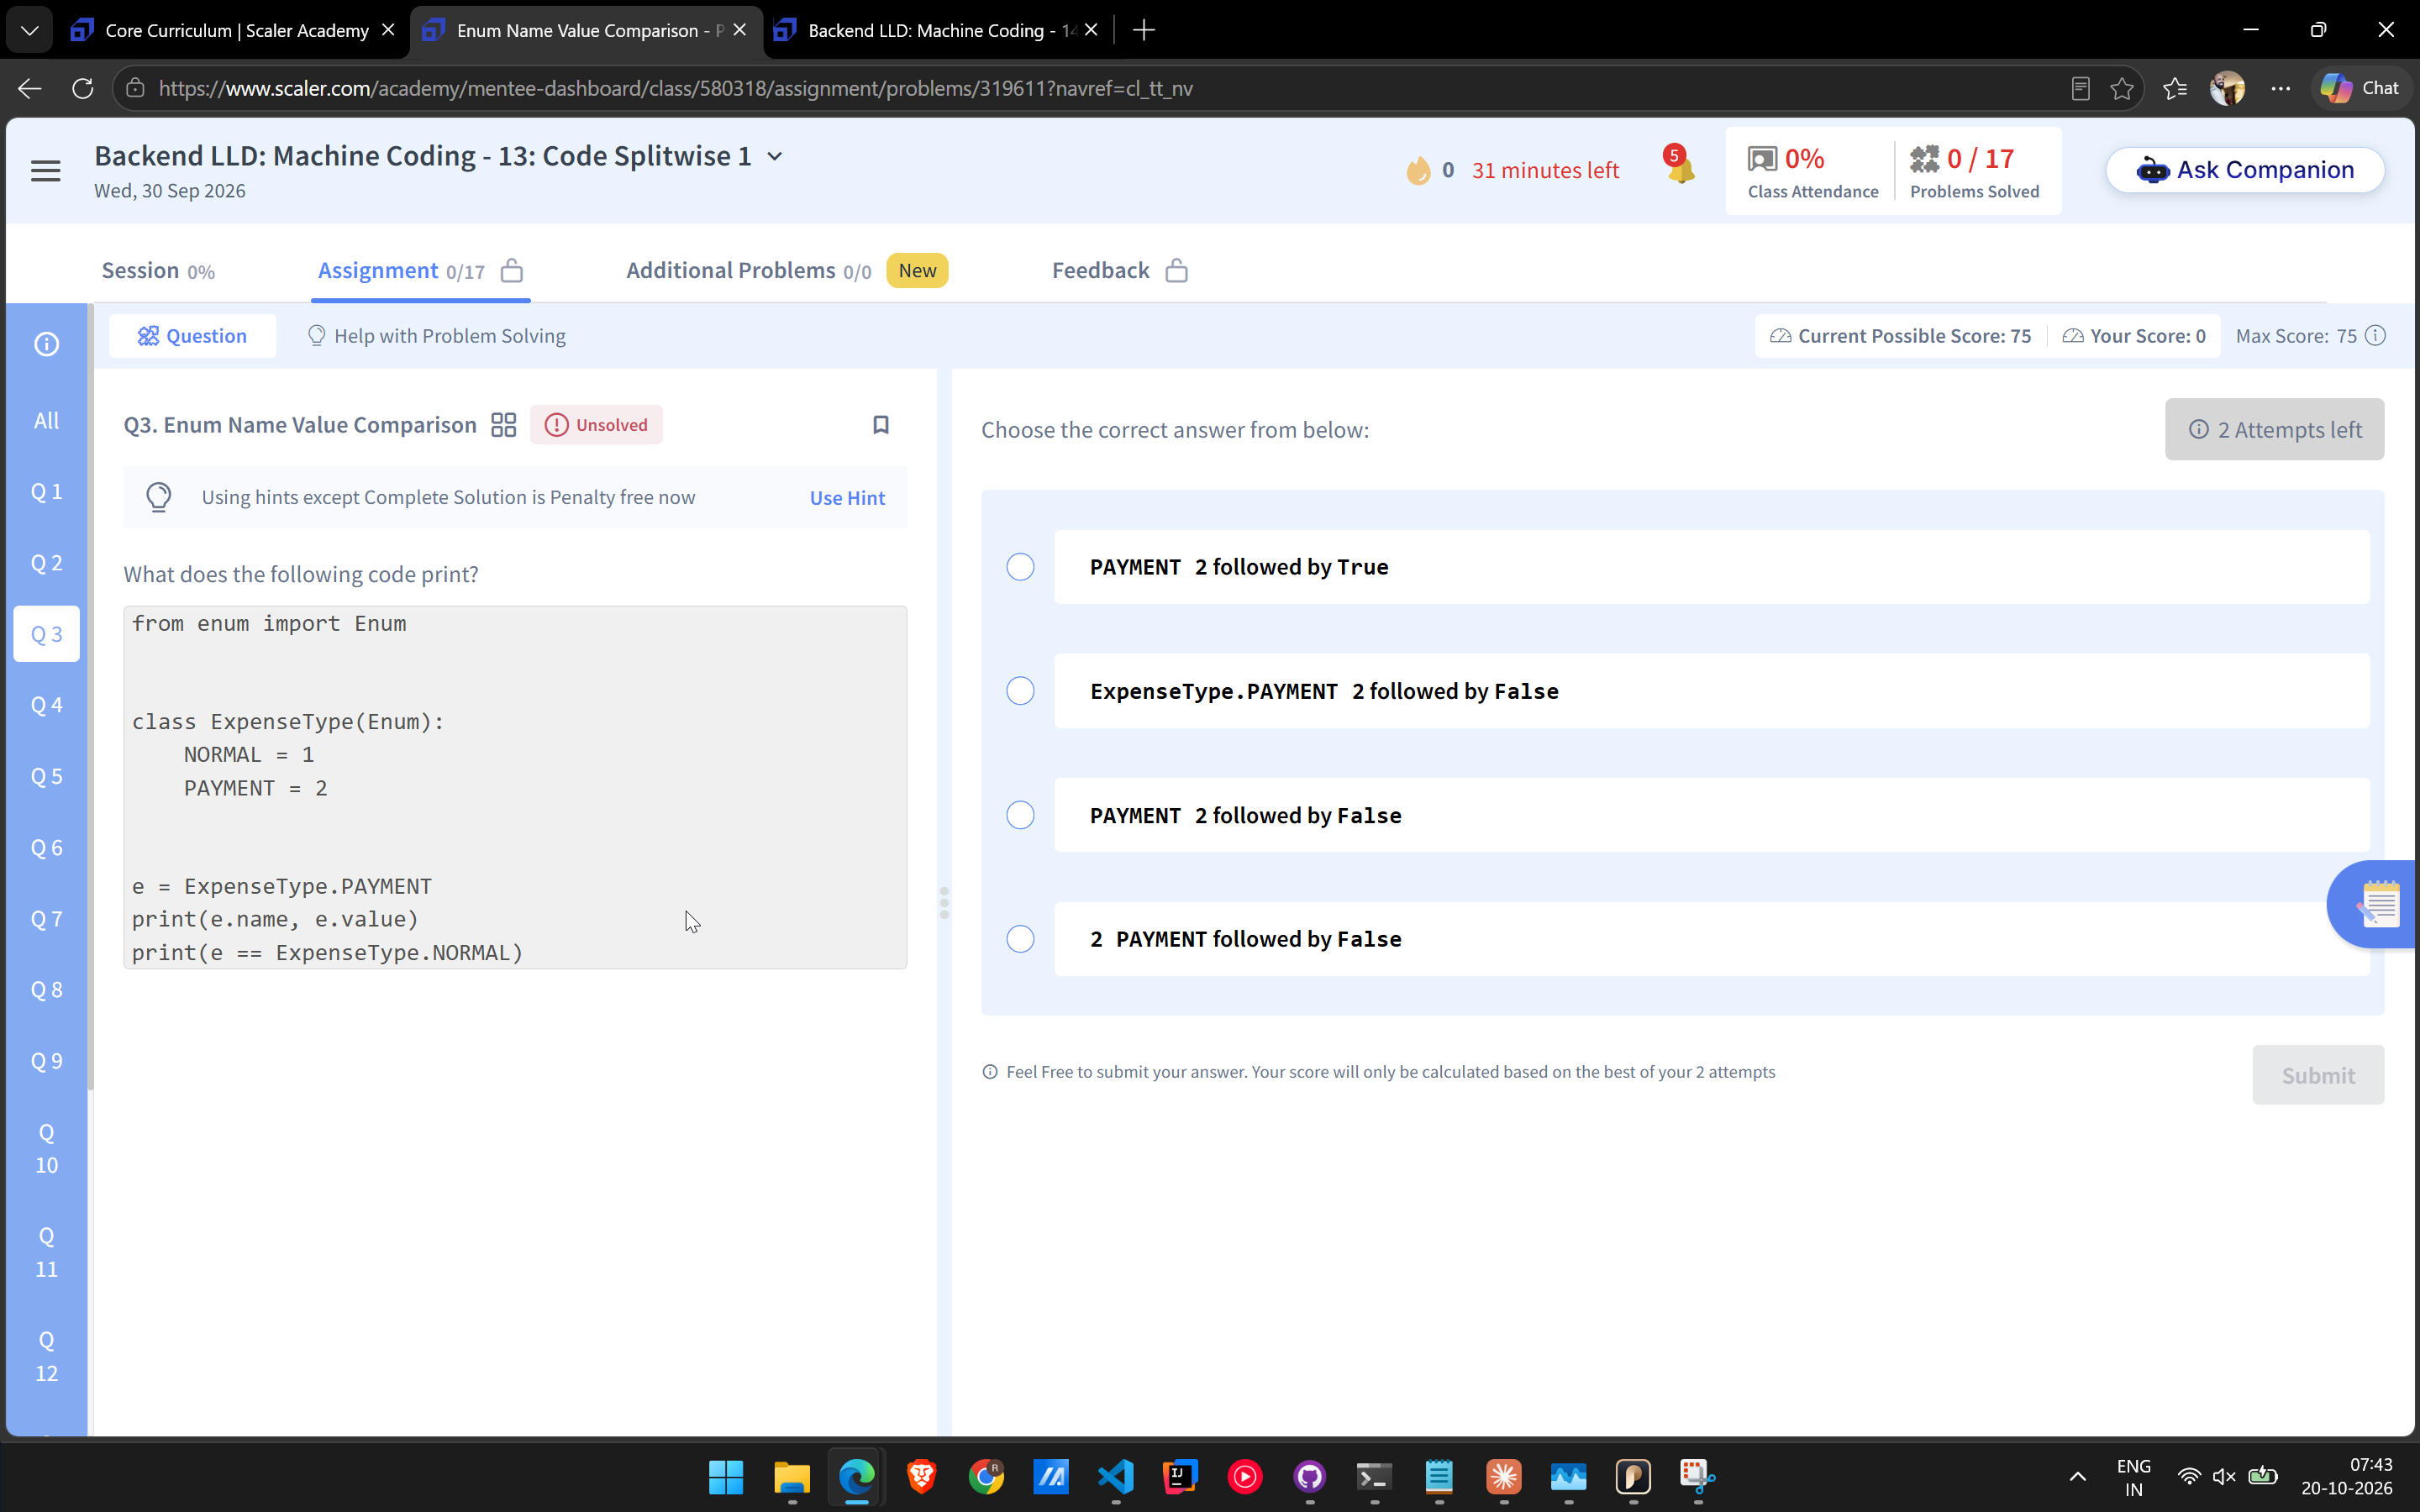 Core Curriculum | Scaler Academy
Enum Name Value Comparison - P
Backend LLD: Machine Coding - 14
https://www.scaler.com/academy/mentee-dashboard/class/580318/assignment/problems/319611?navref=cl_tt_nv
Chat
Backend LLD: Machine Coding - 13: Code Splitwise 1
Wed, 30 Sep 2026
0
31 minutes left
5
0%
Class Attendance
0 / 17
Problems Solved
Ask Companion
Session 0%
Assignment 0/17
Additional Problems 0/0
New
Feedback
Question
Help with Problem Solving
Current Possible Score: 75
Your Score: 0
Max Score: 75
All
Q 1
Q 2
Q 3
Q 4
Q 5
Q 6
Q 7
Q 8
Q 9
Q
10
Q
11
Q
12
Q3. Enum Name Value Comparison
Unsolved
Using hints except Complete Solution is Penalty free now
Use Hint
What does the following code print?
from enum import Enum
class ExpenseType(Enum):
    NORMAL = 1
    PAYMENT = 2
e = ExpenseType.PAYMENT
print(e.name, e.value)
print(e == ExpenseType.NORMAL)
Choose the correct answer from below:
2 Attempts left
PAYMENT 2 followed by True
ExpenseType.PAYMENT 2 followed by False
PAYMENT 2 followed by False
2 PAYMENT followed by False
Feel Free to submit your answer. Your score will only be calculated based on the best of your 2 attempts
Submit
ENG
IN
07:43
20-10-2026